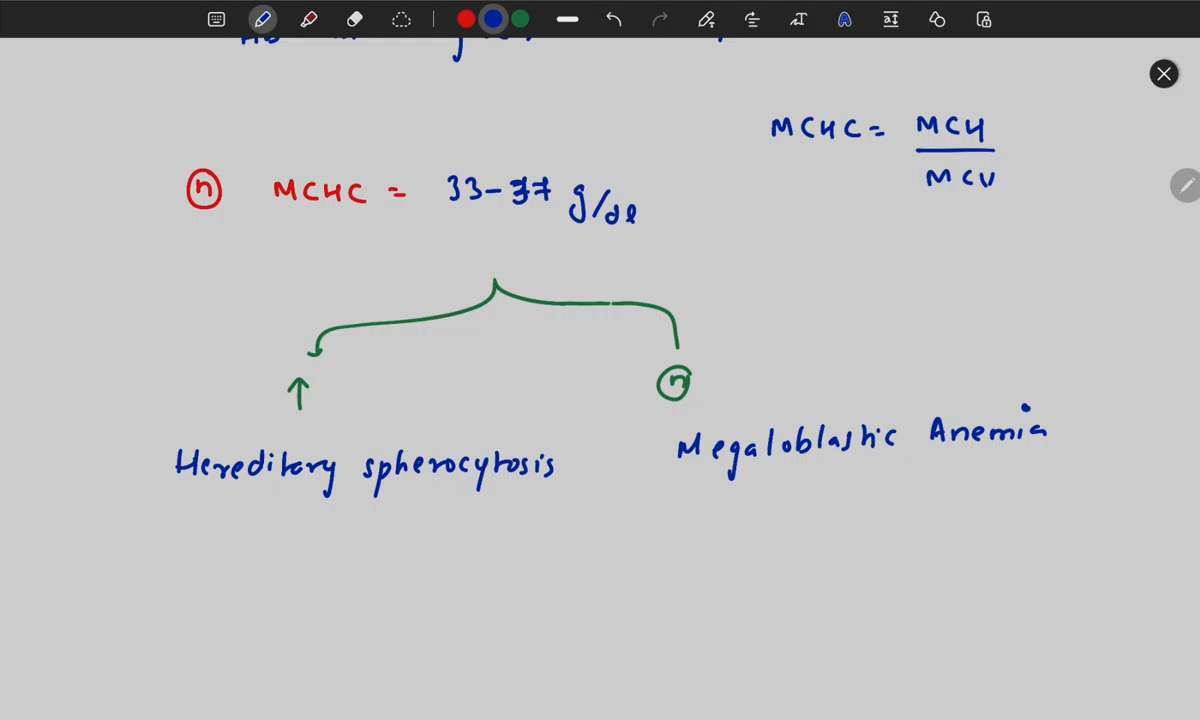 MCHC = MCH
MCV
n MCHC = 33-37 g/dl
↑
n
Hereditary spherocytosis
Megaloblastic Anemia